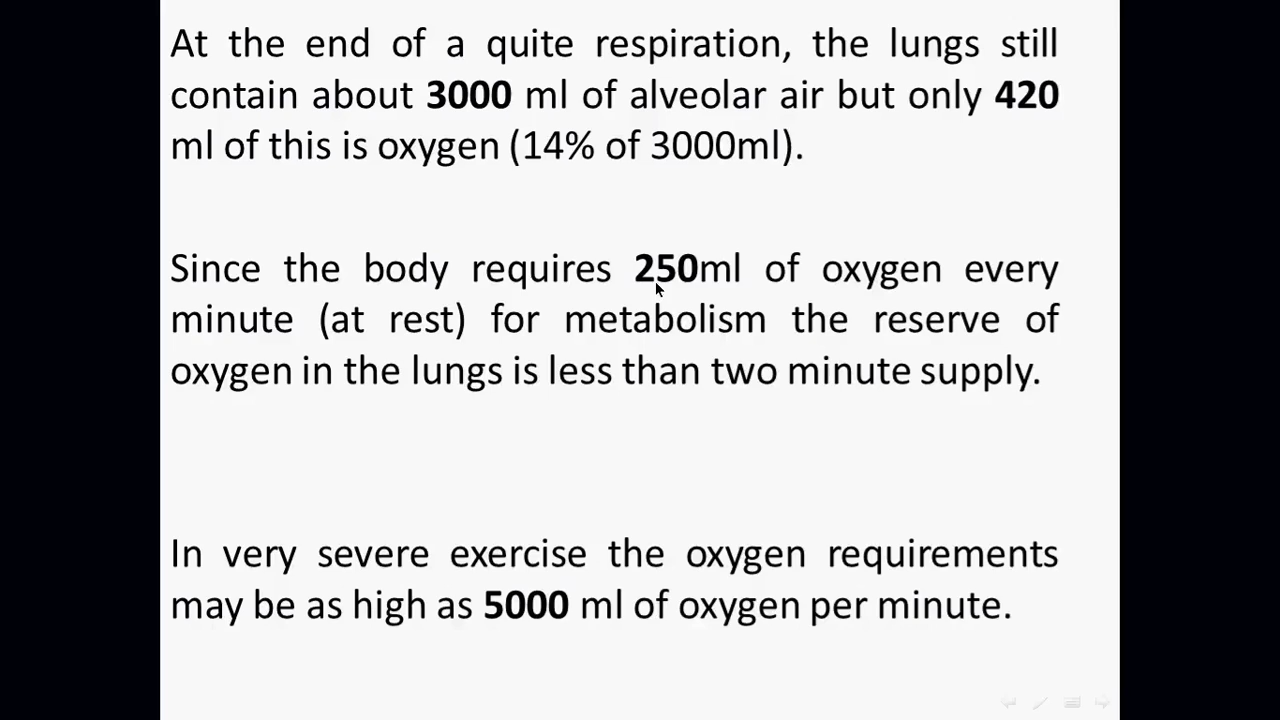 At the end of a quite respiration, the lungs still
contain about 3000 ml of alveolar air but only 420
ml of this is oxygen (14% of 3000ml).
Since the body requires 250ml of oxygen every
minute (at rest) for metabolism the reserve of
oxygen in the lungs is less than two minute supply.
In very severe exercise the oxygen requirements
may be as high as 5000 ml of oxygen per minute.